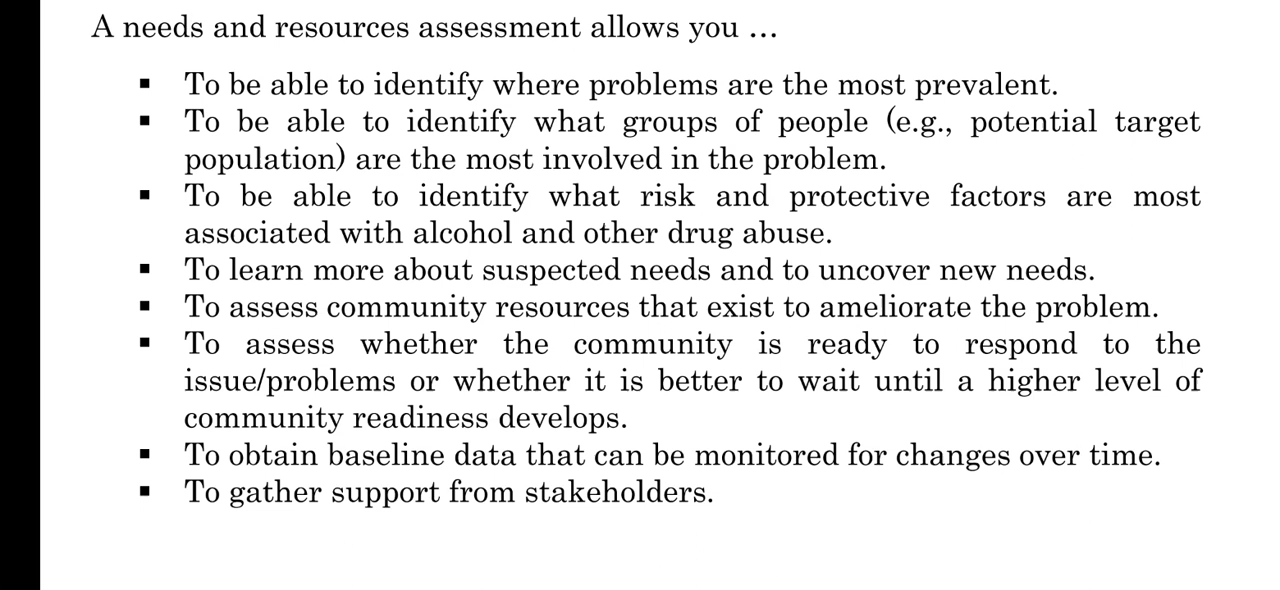 A needs and resources assessment allows you …
▪ To be able to identify where problems are the most prevalent.
▪ To be able to identify what groups of people (e.g., potential target
population) are the most involved in the problem.
▪ To be able to identify what risk and protective factors are most
associated with alcohol and other drug abuse.
▪ To learn more about suspected needs and to uncover new needs.
▪ To assess community resources that exist to ameliorate the problem.
▪ To assess whether the community is ready to respond to the
issue/problems or whether it is better to wait until a higher level of
community readiness develops.
▪ To obtain baseline data that can be monitored for changes over time.
▪ To gather support from stakeholders.